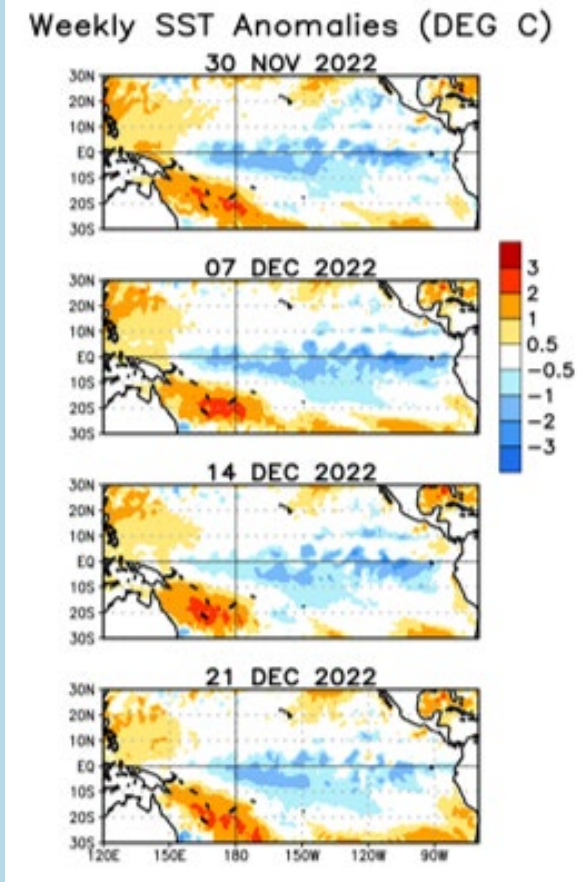 Weekly SST Anomalies (DEG C)
30 NOV 2022
30N
20N
10N
EQ
10S
20S
30S
07 DEC 2022
30N
20N
10N
EQ
10S
20S
30S
3
2
1
0.5
-0.5
-1
-2
-3
14 DEC 2022
30N
20N
10N
EQ
10S
20S
30S
21 DEC 2022
30N
20N
10N
EQ
10S
20S
30S
120E 150E 180 150W 120W 90W